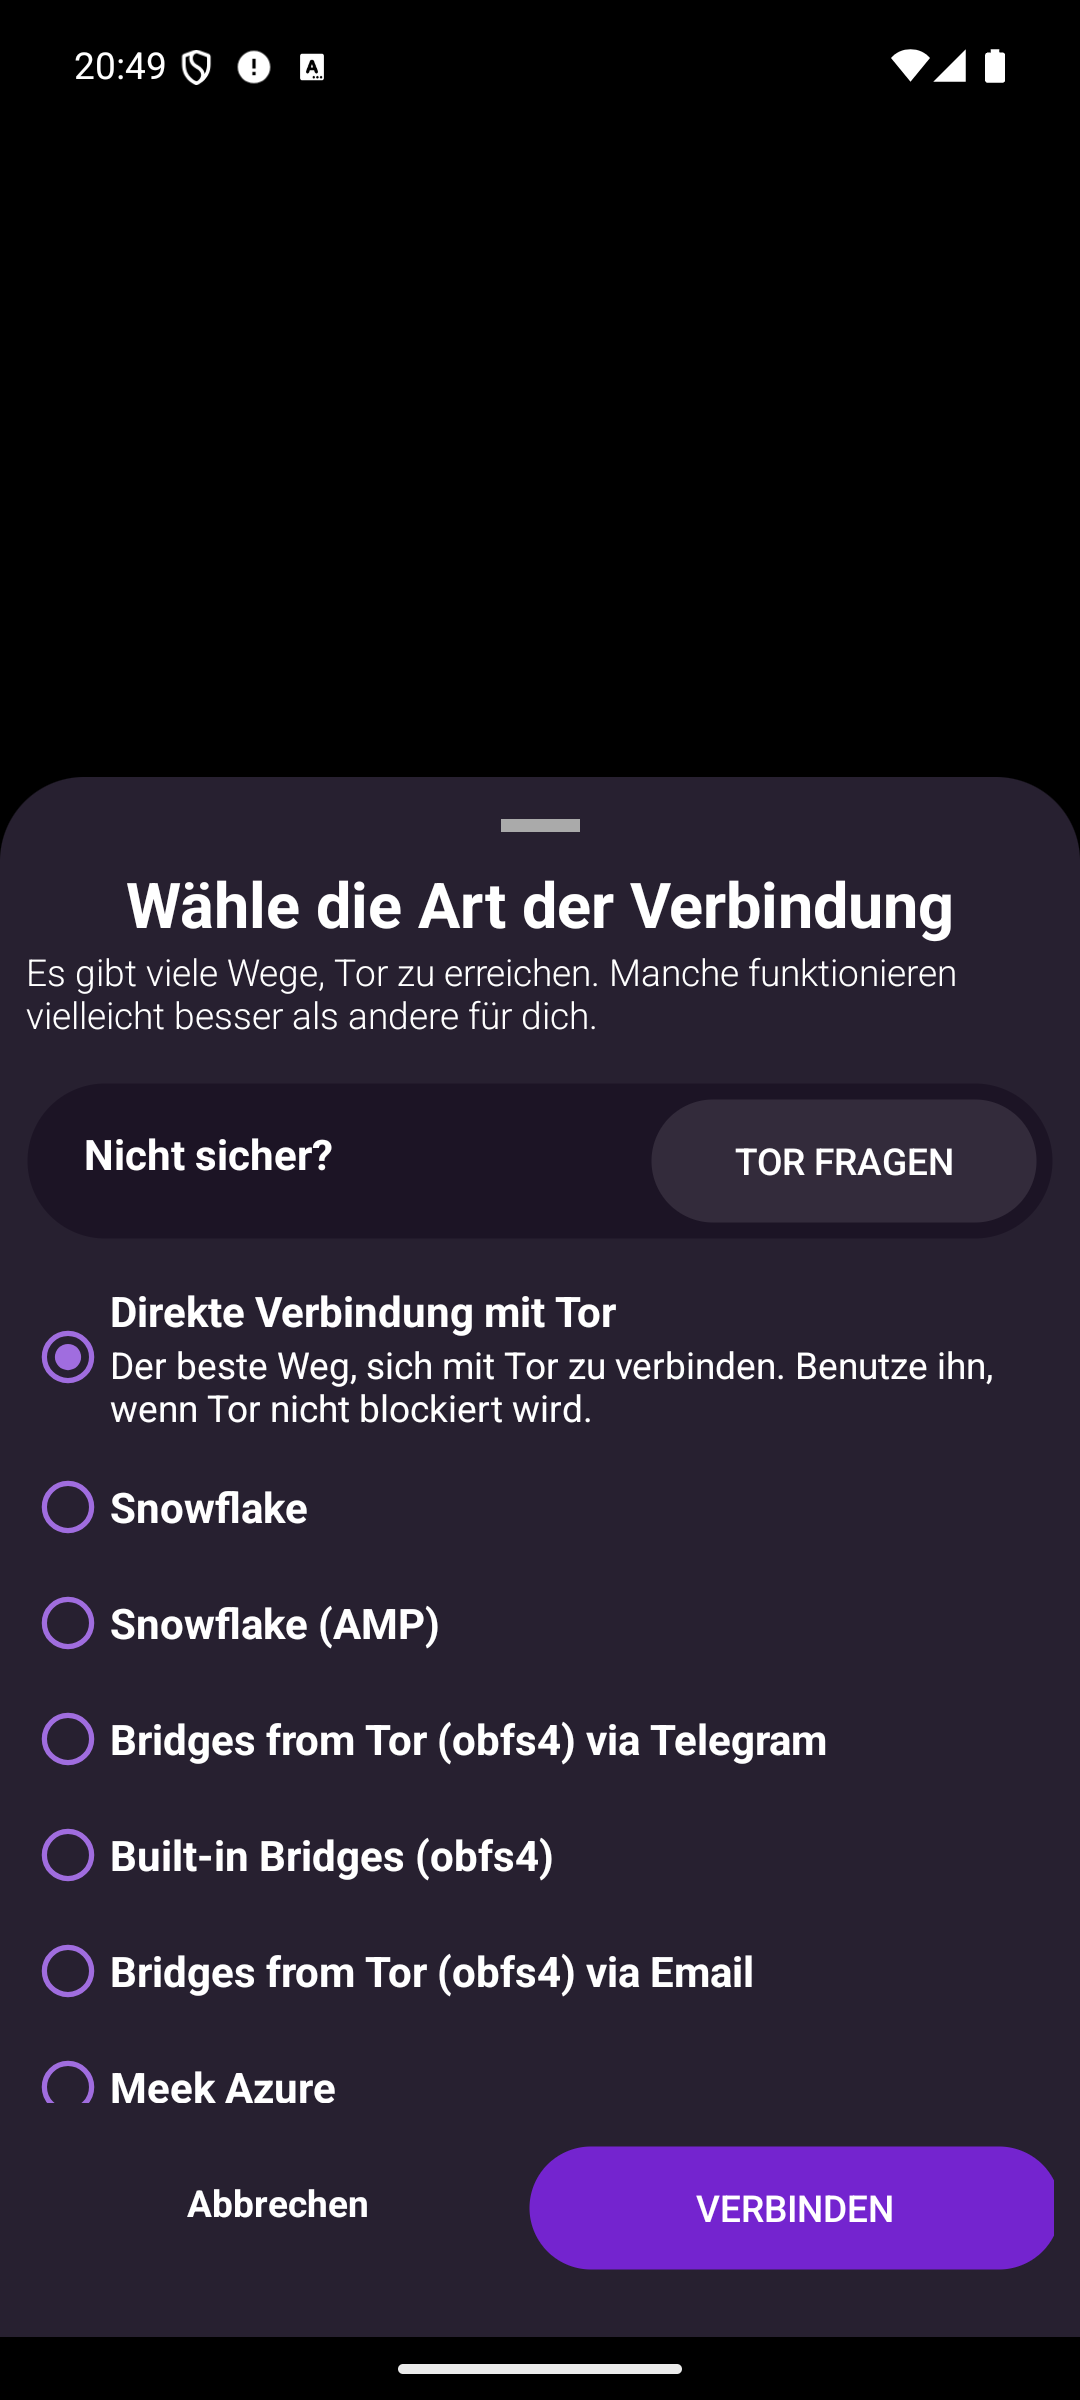 20:49
Wähle die Art der Verbindung
Es gibt viele Wege, Tor zu erreichen. Manche funktionieren
vielleicht besser als andere für dich.
Nicht sicher?
TOR FRAGEN
Direkte Verbindung mit Tor
Der beste Weg, sich mit Tor zu verbinden. Benutze ihn,
wenn Tor nicht blockiert wird.
Snowflake
Snowflake (AMP)
Bridges from Tor (obfs4) via Telegram
Built-in Bridges (obfs4)
Bridges from Tor (obfs4) via Email
Meek Azure
Abbrechen
VERBINDEN